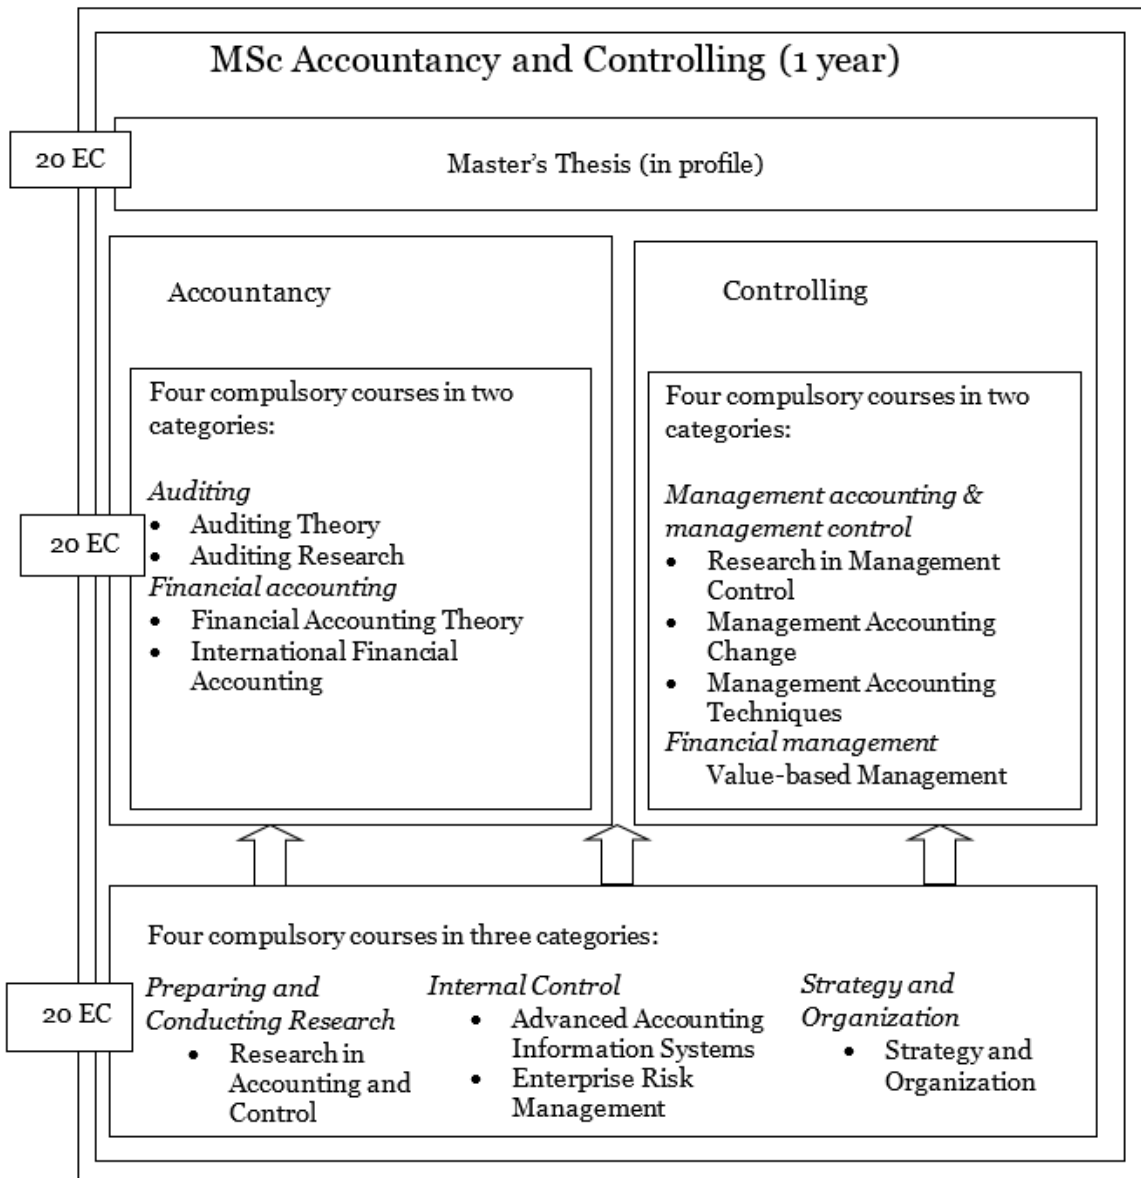 MSc Accountancy and Controlling (1 year)
20 EC
Master's Thesis (in profile)
Accountancy
Four compulsory courses in two
categories:
Auditing
• Auditing Theory
• Auditing Research
Financial accounting
• Financial Accounting Theory
• International Financial
Accounting
20 EC
Controlling
Four compulsory courses in two
categories:
Management accounting &
management control
• Research in Management
Control
• Management Accounting
Change
• Management Accounting
Techniques
Financial management
Value-based Management
20 EC
Four compulsory courses in three categories:
Preparing and
Conducting Research
• Research in
Accounting and
Control
Internal Control
• Advanced Accounting
Information Systems
• Enterprise Risk
Management
Strategy and
Organization
• Strategy and
Organization